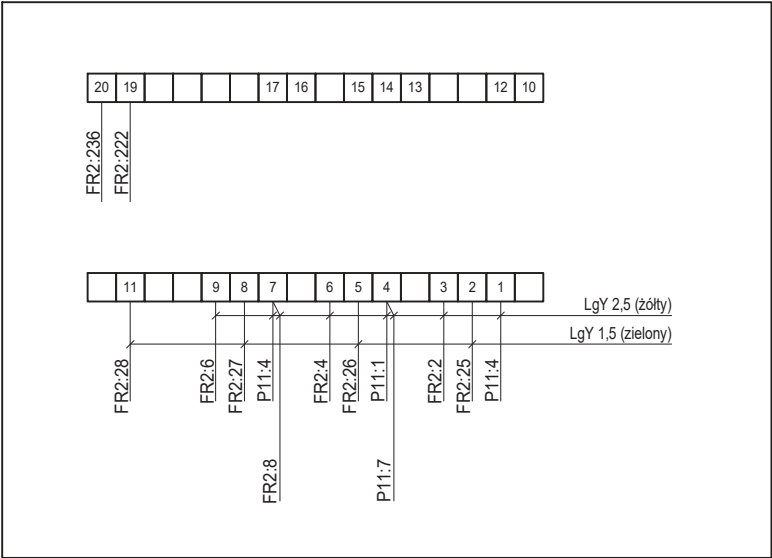 20 19 17 16 15 14 13 12 10
FR2:236
FR2:222
11 9 8 7 6 5 4 3 2 1
LgY 2,5 (żółty)
LgY 1,5 (zielony)
FR2:28
FR2:6
FR2:27
P11:4
FR2:4
FR2:26
P11:1
FR2:2
FR2:25
P11:4
FR2:8
P11:7